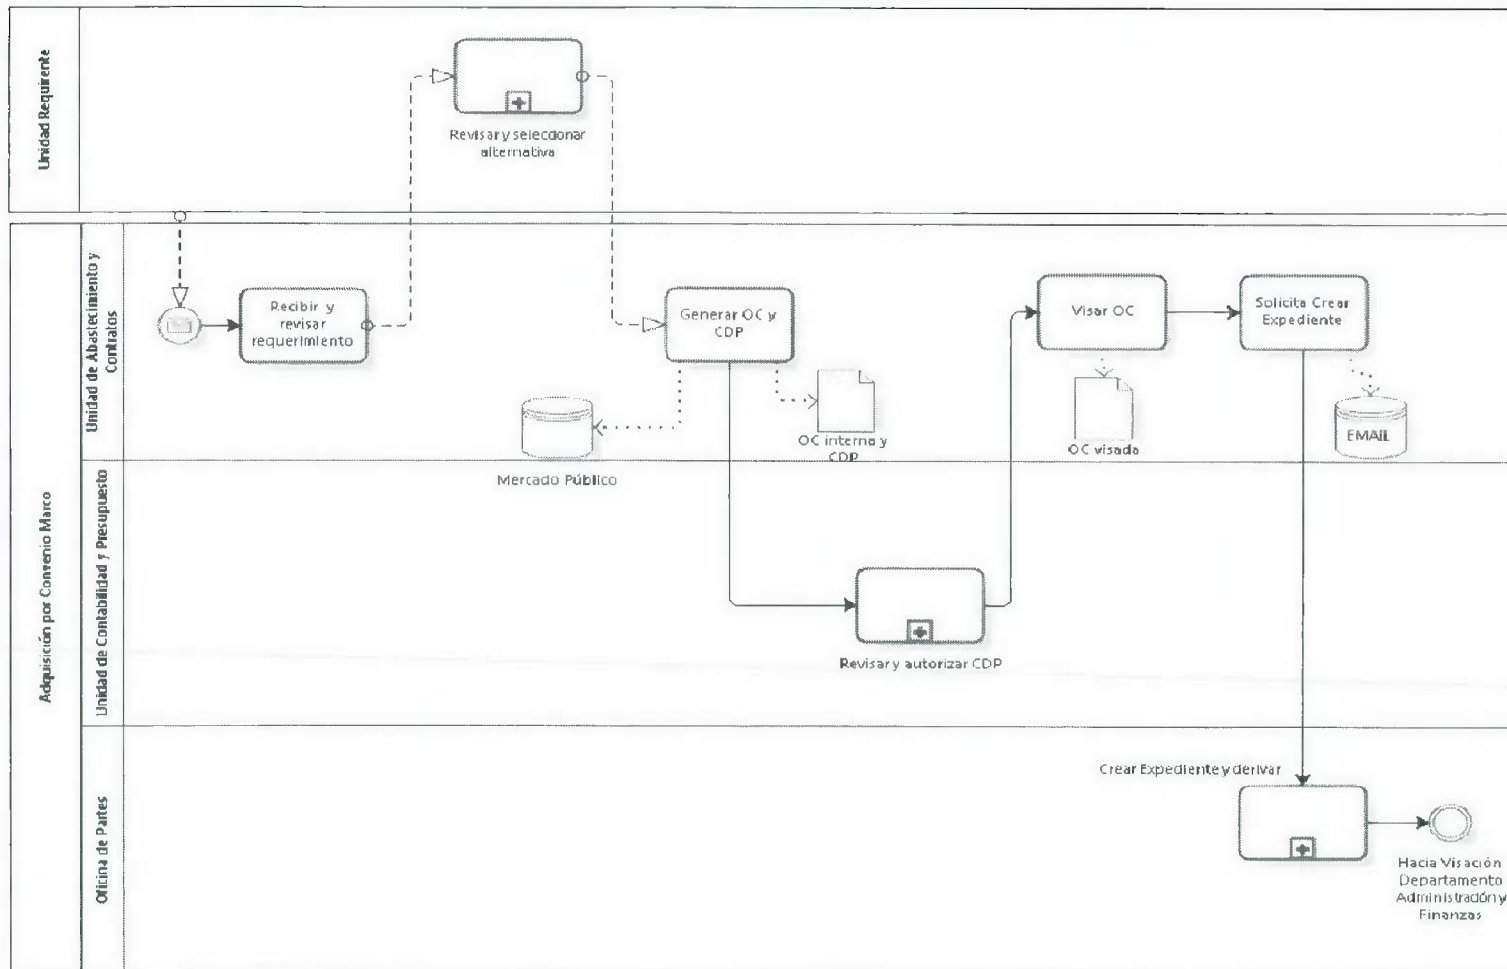 Unidad Requirente
Revisar y seleccionar
alternativa
Adquisición por Convenio Marco
Unidad de Abastecimiento y
Contratos
Recibir y
revisar
requerimiento
Generar OC y
CDP
Visar OC
Solicita Crear
Expediente
OC interna y
CDP
OC visada
EMAIL
Mercado Público
Unidad de Contabilidad y Presupuesto
Revisar y autorizar CDP
Oficina de Partes
Crear Expediente y derivar
Hacia Visación
Departamento
Administración y
Finanzas